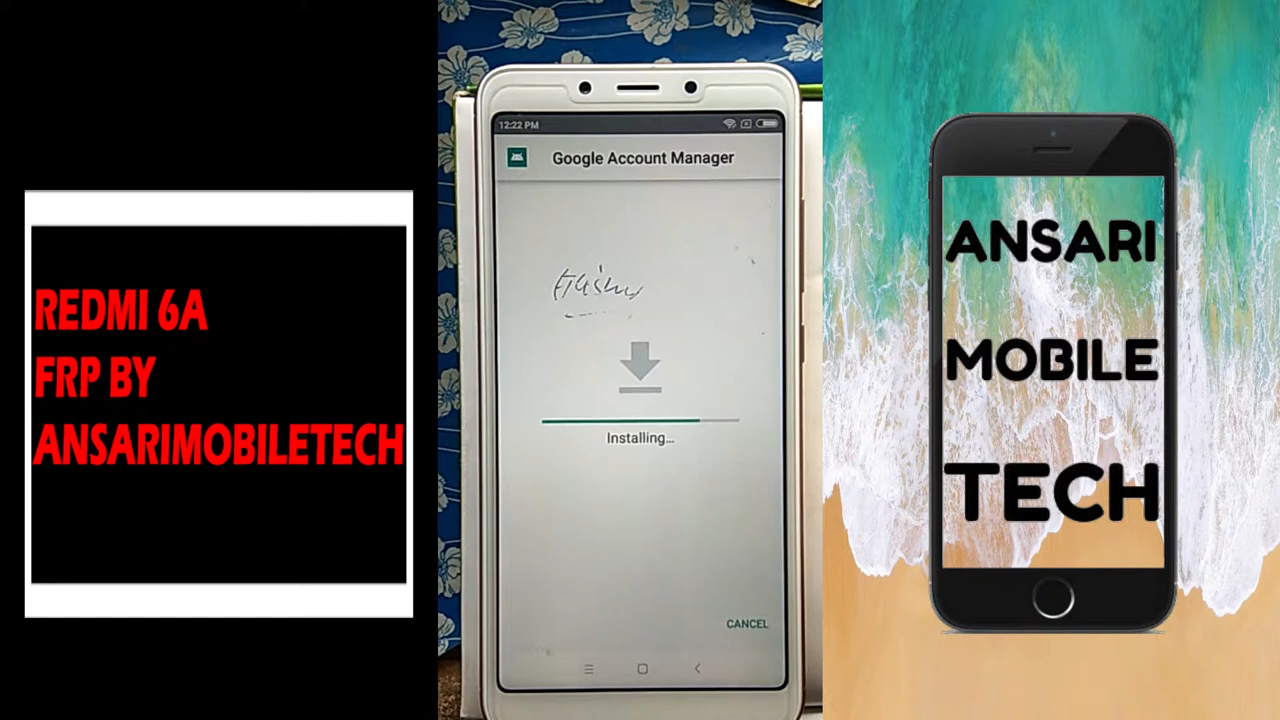 REDMI 6A
FRP BY
ANSARIMOBILETECH
12:22 PM
Google Account Manager
Installing...
CANCEL
ANSARI
MOBILE
TECH